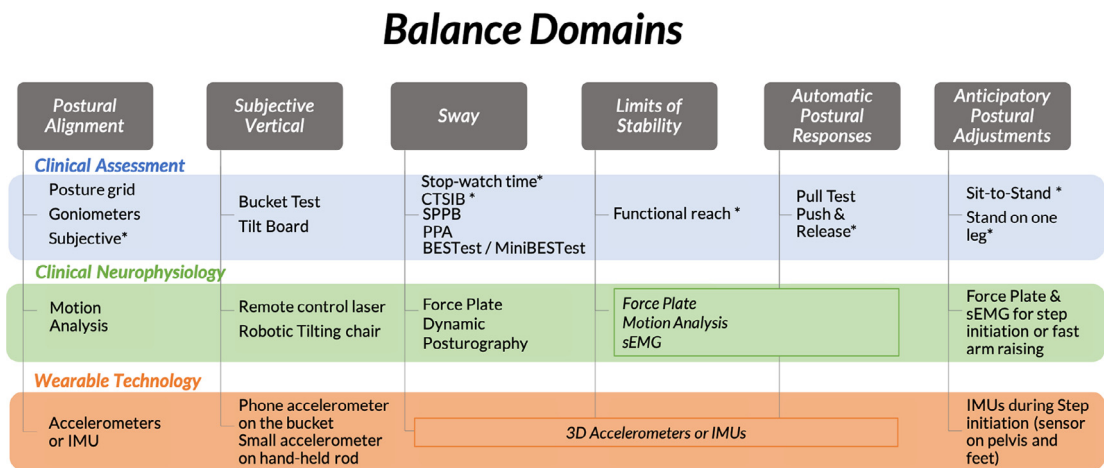 Balance Domains
Postural
Alignment
Subjective
Vertical
Sway
Limits of
Stability
Automatic
Postural
Responses
Anticipatory
Postural
Adjustments
Clinical Assessment
Posture grid
Goniometers
Subjective*
Bucket Test
Tilt Board
Stop-watch time*
CTSIB *
SPPB
PPA
BESTest / MiniBESTest
Functional reach *
Pull Test
Push &
Release*
Sit-to-Stand *
Stand on one
leg*
Clinical Neurophysiology
Motion
Analysis
Remote control laser
Robotic Tilting chair
Force Plate
Dynamic
Posturography
Force Plate
Motion Analysis
sEMG
Force Plate &
sEMG for step
initiation or fast
arm raising
Wearable Technology
Accelerometers
or IMU
Phone accelerometer
on the bucket
Small accelerometer
on hand-held rod
3D Accelerometers or IMUs
IMUs during Step
initiation (sensor
on pelvis and
feet)